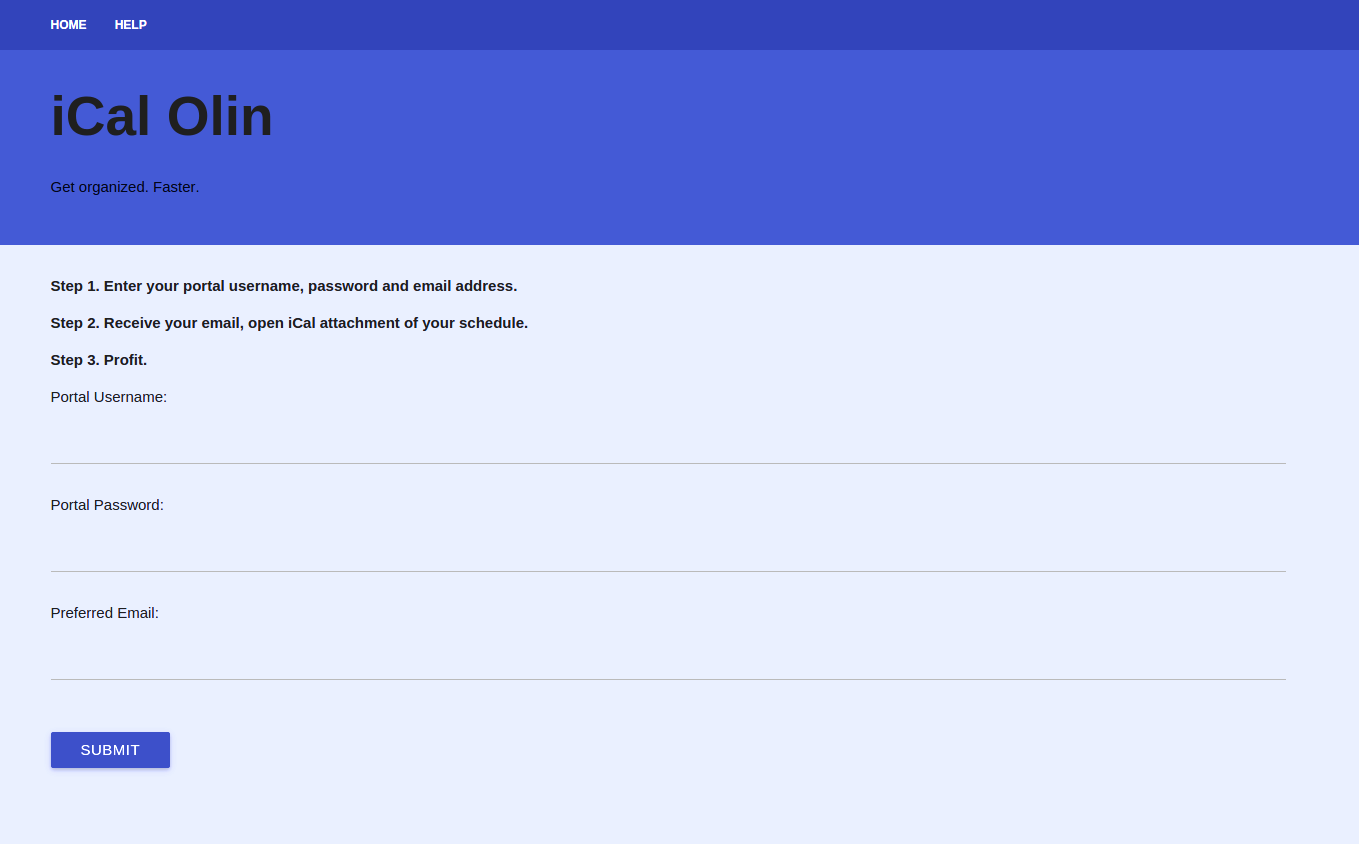 HOME HELP
iCal Olin
Get organized. Faster.
Step 1. Enter your portal username, password and email address.
Step 2. Receive your email, open iCal attachment of your schedule.
Step 3. Profit.
Portal Username:
Portal Password:
Preferred Email:
SUBMIT